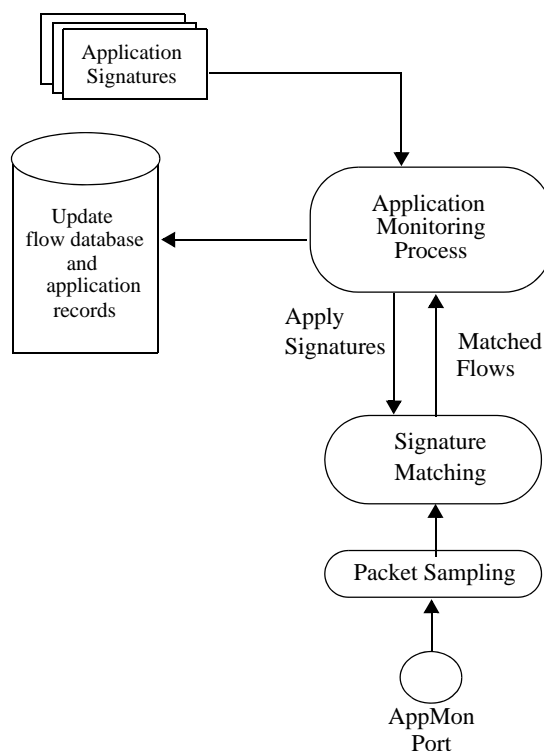 Application
Signatures
Update
flow database
and
application
records
Application
Monitoring
Process
Apply
Signatures
Matched
Flows
Signature
Matching
Packet Sampling
AppMon
Port